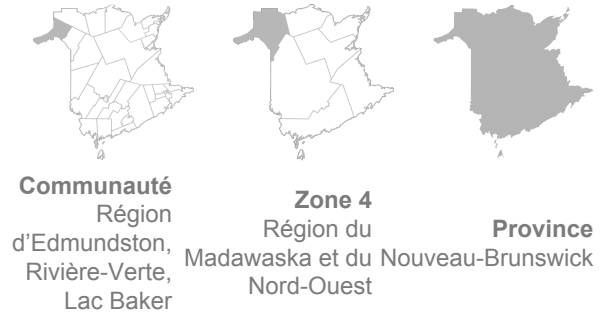 Communauté
Région
d’Edmundston,
Rivière-Verte,
Lac Baker
Zone 4
Région du
Madawaska et du
Nord-Ouest
Province
Nouveau-Brunswick